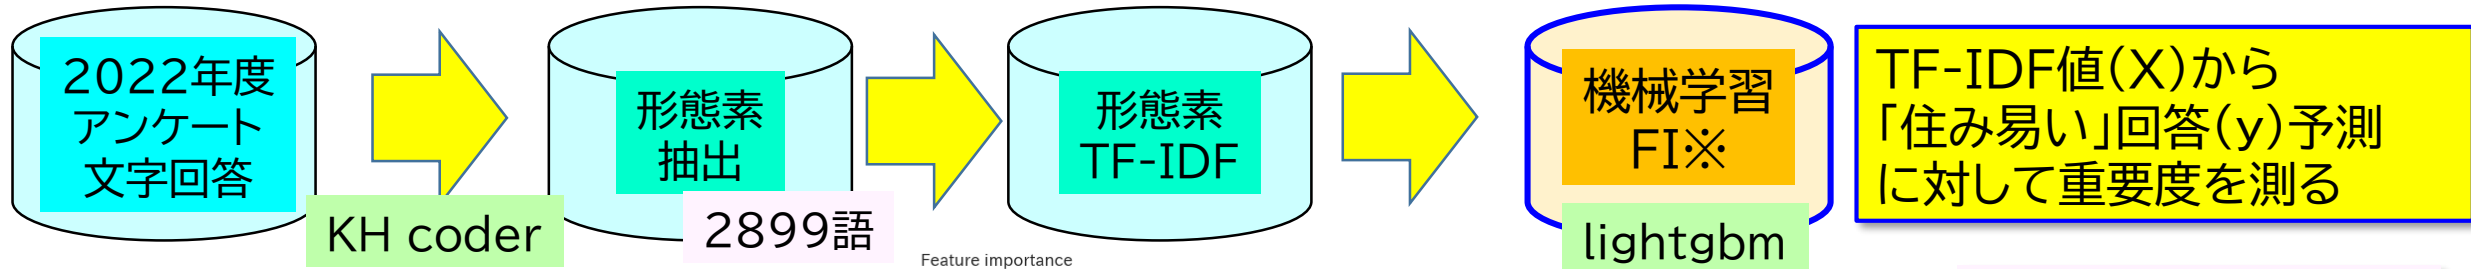 2022年度
アンケート
文字回答
KH coder
形態素
抽出
2899語
形態素
TF-IDF
機械学習
FI※
lightgbm
TF-IDF値(X)から
「住み易い」回答(y)予測
に対して重要度を測る
Feature importance